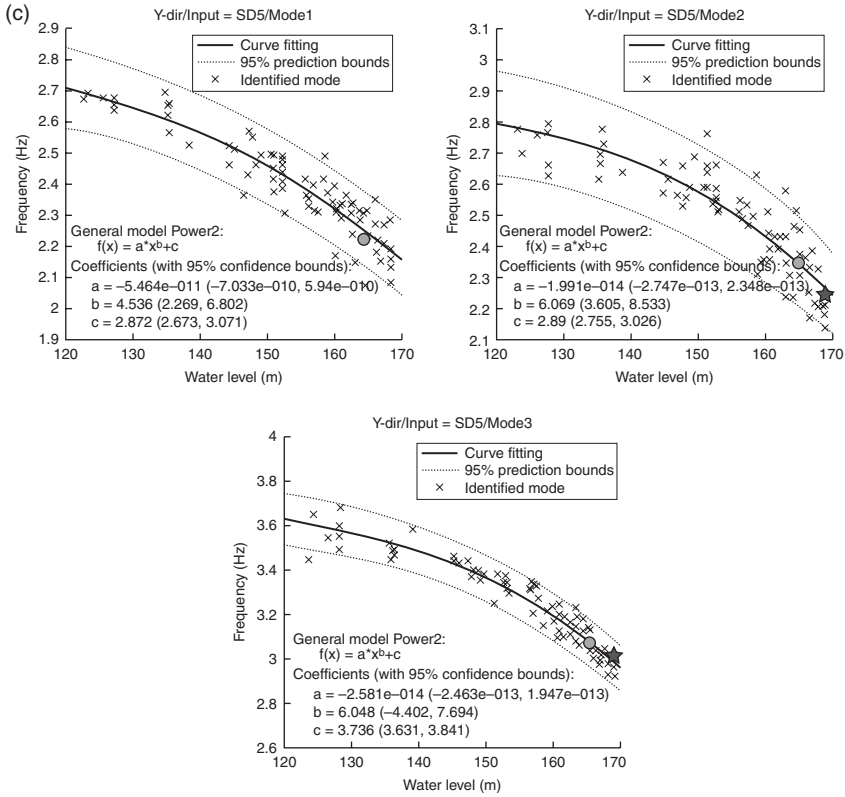 (c)
Y-dir/Input = SD5/Mode1
2.9
2.8
2.7
2.6
2.5
2.4
2.3
2.2
2.1
2
1.9
Frequency (Hz)
Curve fitting
95% prediction bounds
Identified mode
General model Power2:
f(x) = a*x^b+c
Coefficients (with 95% confidence bounds):
a = −5.464e−011 (−7.033e−010, 5.94e−010)
b = 4.536 (2.269, 6.802)
c = 2.872 (2.673, 3.071)
120 130 140 150 160 170
Water level (m)
Y-dir/Input = SD5/Mode2
3.1
3
2.9
2.8
2.7
2.6
2.5
2.4
2.3
2.2
2.1
Frequency (Hz)
Curve fitting
95% prediction bounds
Identified mode
General model Power2:
f(x) = a*x^b+c
Coefficients (with 95% confidence bounds):
a = −1.991e−014 (−2.747e−013, 2.348e−013)
b = 6.069 (3.605, 8.533)
c = 2.89 (2.755, 3.026)
120 130 140 150 160 170
Water level (m)
Y-dir/Input = SD5/Mode3
4
3.8
3.6
3.4
3.2
3
2.8
2.6
Frequency (Hz)
Curve fitting
95% prediction bounds
Identified mode
General model Power2:
f(x) = a*x^b+c
Coefficients (with 95% confidence bounds):
a = −2.581e−014 (−2.463e−013, 1.947e−013)
b = 6.048 (−4.402, 7.694)
c = 3.736 (3.631, 3.841)
120 130 140 150 160 170
Water level (m)